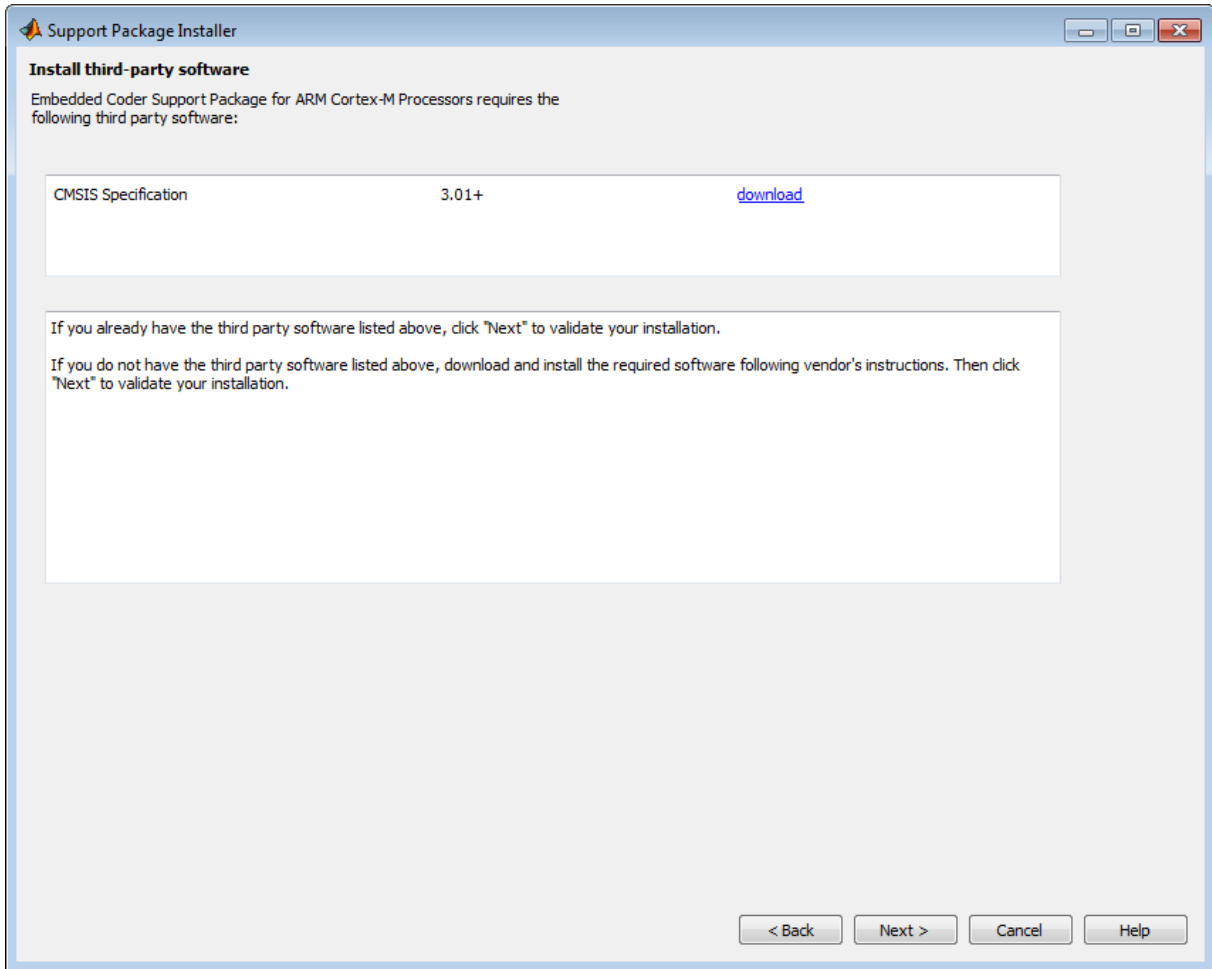 Support Package Installer
Install third-party software
Embedded Coder Support Package for ARM Cortex-M Processors requires the
following third party software:
CMSIS Specification 3.01+ download
If you already have the third party software listed above, click "Next" to validate your installation.
If you do not have the third party software listed above, download and install the required software following vendor's instructions. Then click
"Next" to validate your installation.
< Back Next > Cancel Help